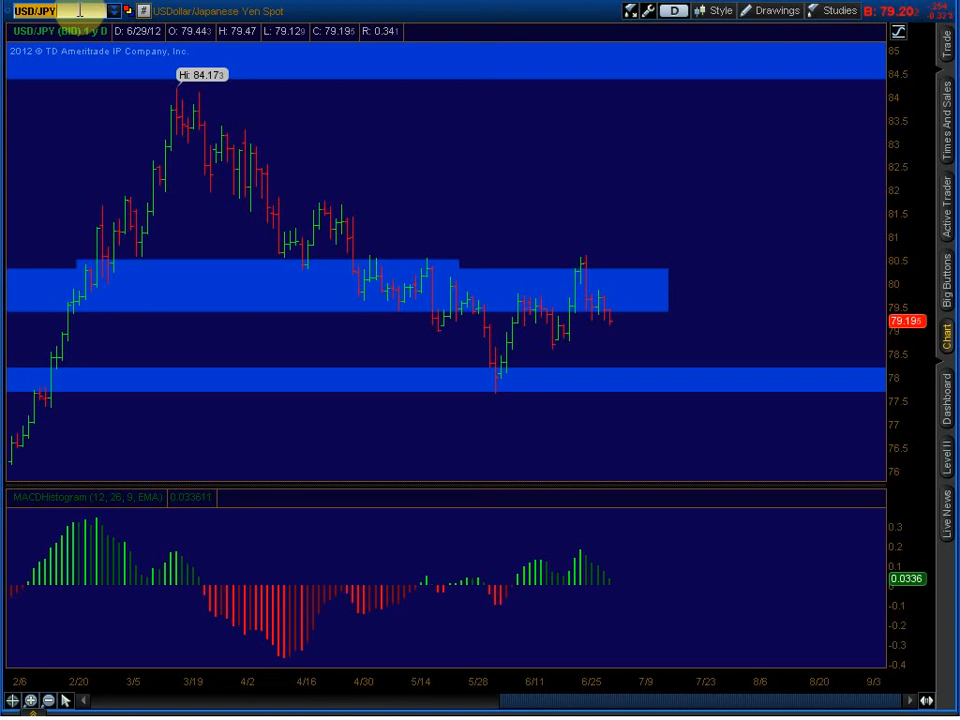 USD/JPY # USDollar/Japanese Yen Spot D Style Drawings Studies B: 79.202 -.254 -0.32%
USD/JPY (BID) 1 y D D: 6/29/12 O: 79.443 H: 79.47 L: 79.129 C: 79.195 R: 0.341
2012 © TD Ameritrade IP Company, Inc.
Hi: 84.173
85
84.5
84
83.5
83
82.5
82
81.5
81
80.5
80
79.5
79.195
79
78.5
78
77.5
77
76.5
76
MACDHistogram (12, 26, 9, EMA) 0.033611
0.3
0.2
0.1
0.0336
-0.1
-0.2
-0.3
-0.4
2/6 2/20 3/5 3/19 4/2 4/16 4/30 5/14 5/28 6/11 6/25 7/9 7/23 8/6 8/20 9/3
Trade
Times And Sales
Active Trader
Big Buttons
Chart
Dashboard
Level II
Live News